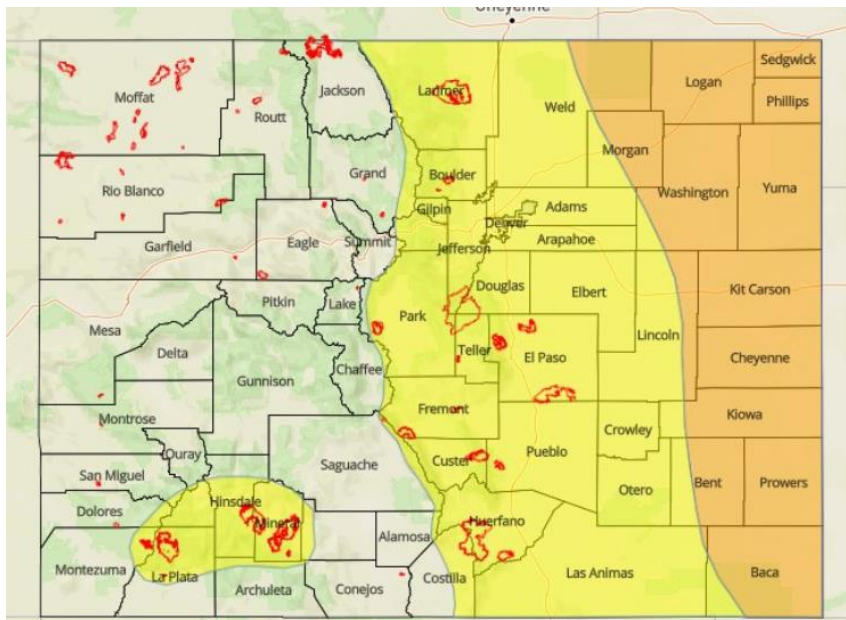 Cheyenne
Sedgwick
Logan
Jackson
Larimer
Moffat
Phillips
Weld
Routt
Morgan
Grand
Boulder
Rio Blanco
Washington
Yuma
Gilpin
Adams
Denver
Garfield
Eagle
Summit
Jefferson
Arapahoe
Douglas
Kit Carson
Elbert
Pitkin
Lake
Park
Mesa
Lincoln
Delta
Teller
El Paso
Cheyenne
Chaffee
Gunnison
Fremont
Kiowa
Montrose
Crowley
Ouray
Pueblo
Custer
Saguache
San Miguel
Bent
Prowers
Otero
Hinsdale
Dolores
Mineral
Huerfano
Alamosa
Montezuma
La Plata
Las Animas
Baca
Costilla
Archuleta
Conejos